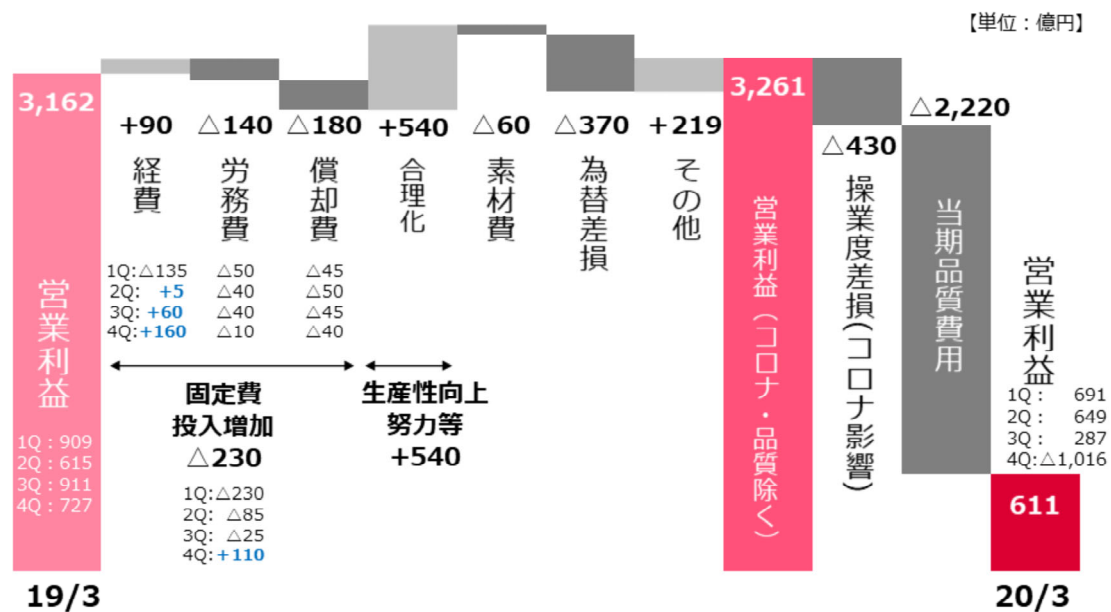 【単位：億円】
3,162
+90
△140
△180
+540
△60
△370
+219
3,261
△430
△2,220
経費
労務費
償却費
合理化
素材費
為替差損
その他
営業利益（コロナ・品質除く）
操業度差損(コロナ影響)
当期品質費用
営業利益
営業利益
1Q:△135 △50 △45
2Q: +5 △40 △50
3Q: +60 △40 △45
4Q:+160 △10 △40
固定費
投入増加
△230
生産性向上
努力等
+540
1Q:△230
2Q: △85
3Q: △25
4Q:+110
1Q：909
2Q：615
3Q：911
4Q：727
1Q： 691
2Q： 649
3Q： 287
4Q:△1,016
611
19/3
20/3